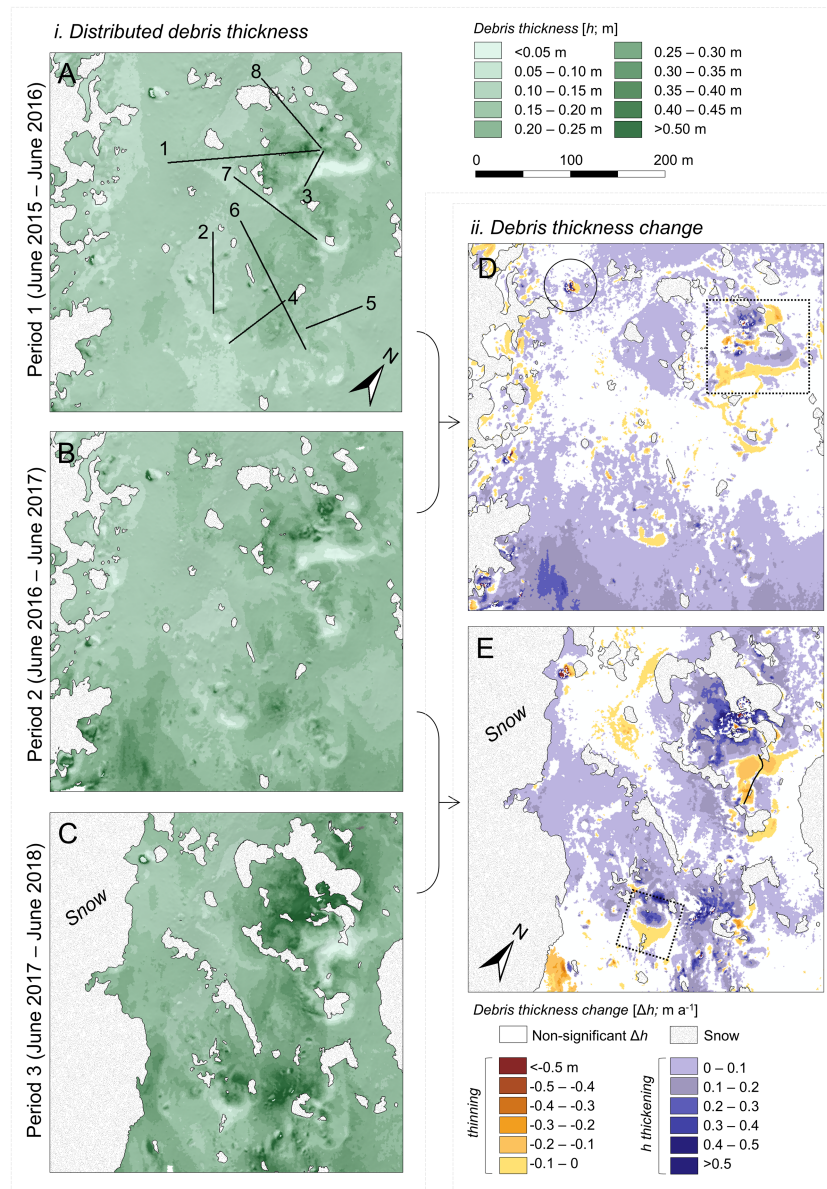 i. Distributed debris thickness
Debris thickness [h; m]
<0.05 m
0.05 – 0.10 m
0.10 – 0.15 m
0.15 – 0.20 m
0.20 – 0.25 m
0.25 – 0.30 m
0.30 – 0.35 m
0.35 – 0.40 m
0.40 – 0.45 m
>0.50 m
0 100 200 m
Period 1 (June 2015 – June 2016)
A
8
1
7
3
6
2
4
5
N
Period 2 (June 2016 – June 2017)
B
Period 3 (June 2017 – June 2018)
C
Snow
ii. Debris thickness change
D
E
Snow
N
Debris thickness change [Δh; m a⁻¹]
Non-significant Δh
Snow
thinning
<-0.5 m
-0.5 – -0.4
-0.4 – -0.3
-0.3 – -0.2
-0.2 – -0.1
-0.1 – 0
h thickening
0 – 0.1
0.1 – 0.2
0.2 – 0.3
0.3 – 0.4
0.4 – 0.5
>0.5